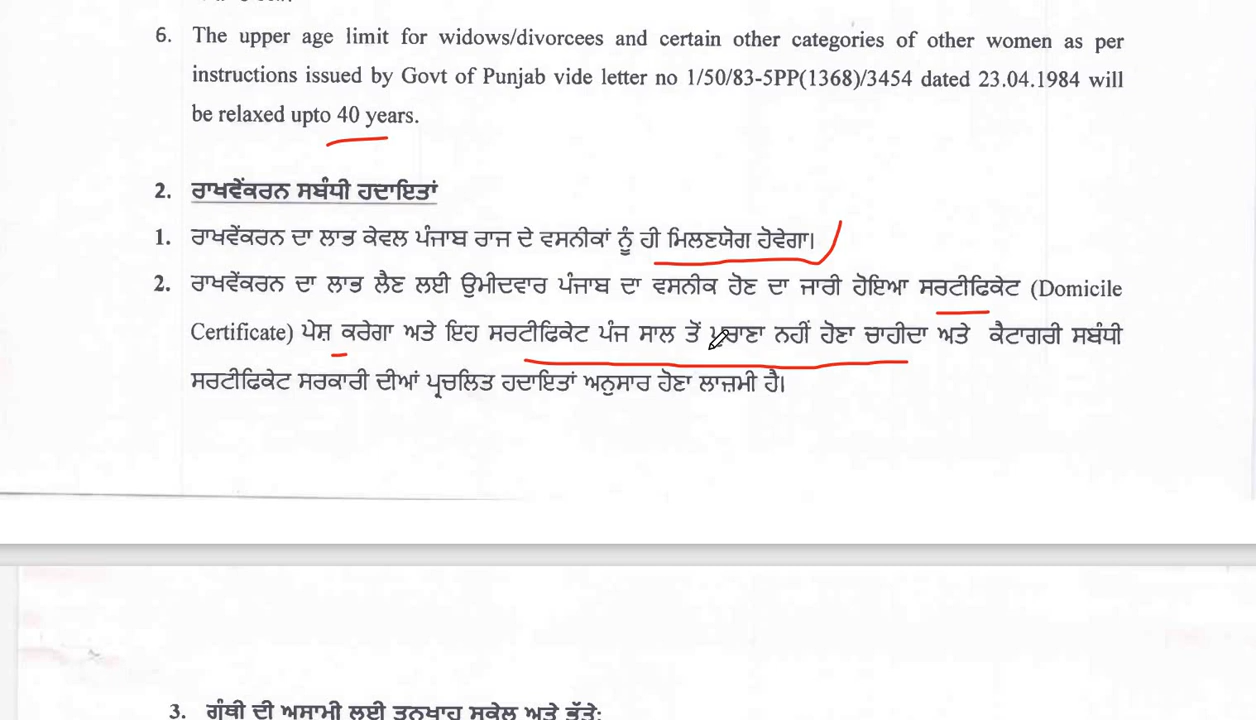 6. The upper age limit for widows/divorcees and certain other categories of other women as per
instructions issued by Govt of Punjab vide letter no 1/50/83-5PP(1368)/3454 dated 23.04.1984 will
be relaxed upto 40 years.
2. ਰਾਖਵੇਂਕਰਨ ਸਬੰਧੀ ਹਦਾਇਤਾਂ
1. ਰਾਖਵੇਂਕਰਨ ਦਾ ਲਾਭ ਕੇਵਲ ਪੰਜਾਬ ਰਾਜ ਦੇ ਵਸਨੀਕਾਂ ਨੂੰ ਹੀ ਮਿਲਣਯੋਗ ਹੋਵੇਗਾ।
2. ਰਾਖਵੇਂਕਰਨ ਦਾ ਲਾਭ ਲੈਣ ਲਈ ਉਮੀਦਵਾਰ ਪੰਜਾਬ ਦਾ ਵਸਨੀਕ ਹੋਣ ਦਾ ਜਾਰੀ ਹੋਇਆ ਸਰਟੀਫਿਕੇਟ (Domicile
Certificate) ਪੇਸ਼ ਕਰੇਗਾ ਅਤੇ ਇਹ ਸਰਟੀਫਿਕੇਟ ਪੰਜ ਸਾਲ ਤੋਂ ਪੁਰਾਣਾ ਨਹੀਂ ਹੋਣਾ ਚਾਹੀਦਾ ਅਤੇ ਕੈਟਾਗਰੀ ਸਬੰਧੀ
ਸਰਟੀਫਿਕੇਟ ਸਰਕਾਰੀ ਦੀਆਂ ਪ੍ਰਚਲਿਤ ਹਦਾਇਤਾਂ ਅਨੁਸਾਰ ਹੋਣਾ ਲਾਜ਼ਮੀ ਹੈ।
3. ਗ੍ਰੰਥੀ ਦੀ ਅਸਾਮੀ ਲਈ ਤਨਖਾਹ ਸਕੇਲ ਅਤੇ ਭੱਤੇ: